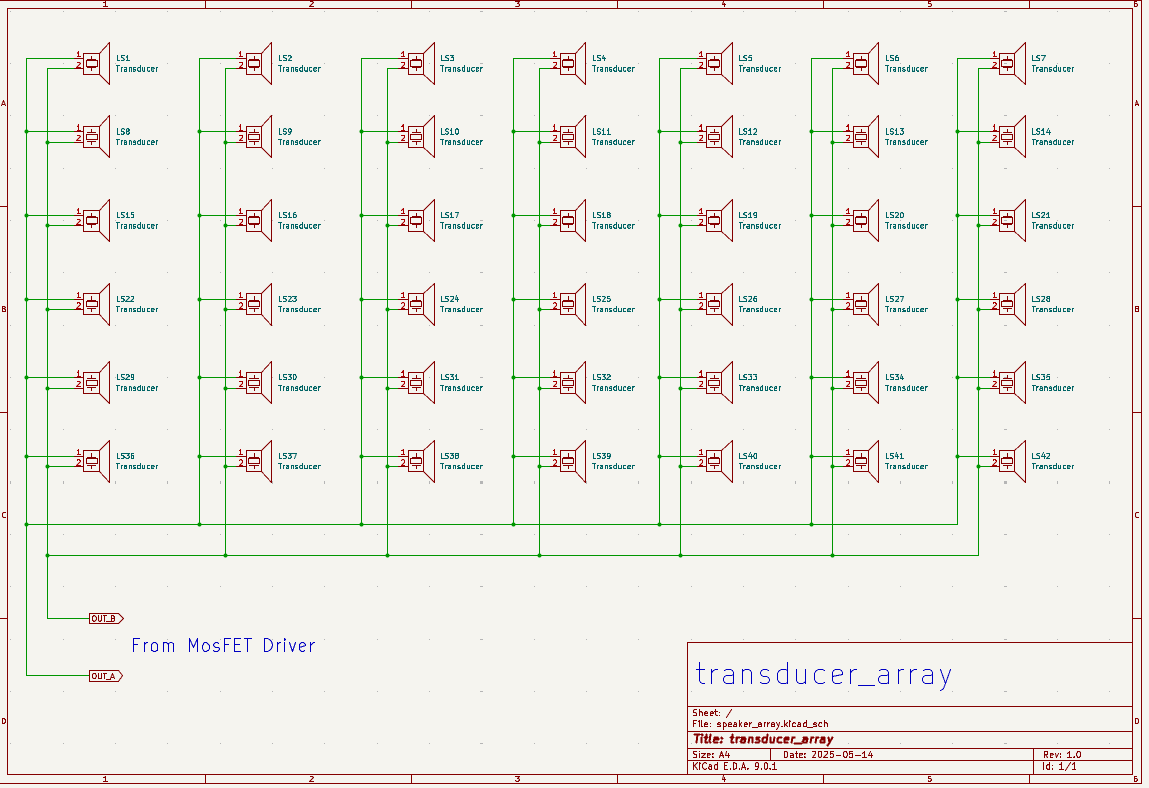 1 2 3 4 5 6
A A
1 2 LS1 Transducer
1 2 LS2 Transducer
1 2 LS3 Transducer
1 2 LS4 Transducer
1 2 LS5 Transducer
1 2 LS6 Transducer
1 2 LS7 Transducer
1 2 LS8 Transducer
1 2 LS9 Transducer
1 2 LS10 Transducer
1 2 LS11 Transducer
1 2 LS12 Transducer
1 2 LS13 Transducer
1 2 LS14 Transducer
1 2 LS15 Transducer
1 2 LS16 Transducer
1 2 LS17 Transducer
1 2 LS18 Transducer
1 2 LS19 Transducer
1 2 LS20 Transducer
1 2 LS21 Transducer
B B
1 2 LS22 Transducer
1 2 LS23 Transducer
1 2 LS24 Transducer
1 2 LS25 Transducer
1 2 LS26 Transducer
1 2 LS27 Transducer
1 2 LS28 Transducer
1 2 LS29 Transducer
1 2 LS30 Transducer
1 2 LS31 Transducer
1 2 LS32 Transducer
1 2 LS33 Transducer
1 2 LS34 Transducer
1 2 LS35 Transducer
1 2 LS36 Transducer
1 2 LS37 Transducer
1 2 LS38 Transducer
1 2 LS39 Transducer
1 2 LS40 Transducer
1 2 LS41 Transducer
1 2 LS42 Transducer
C C
OUT_B
From MosFET Driver
OUT_A
transducer_array
Sheet: /
File: speaker_array.kicad_sch
D D
Title: transducer_array
Size: A4 Date: 2025-05-14 Rev: 1.0
KiCad E.D.A. 9.0.1 Id: 1/1
1 2 3 4 5 6